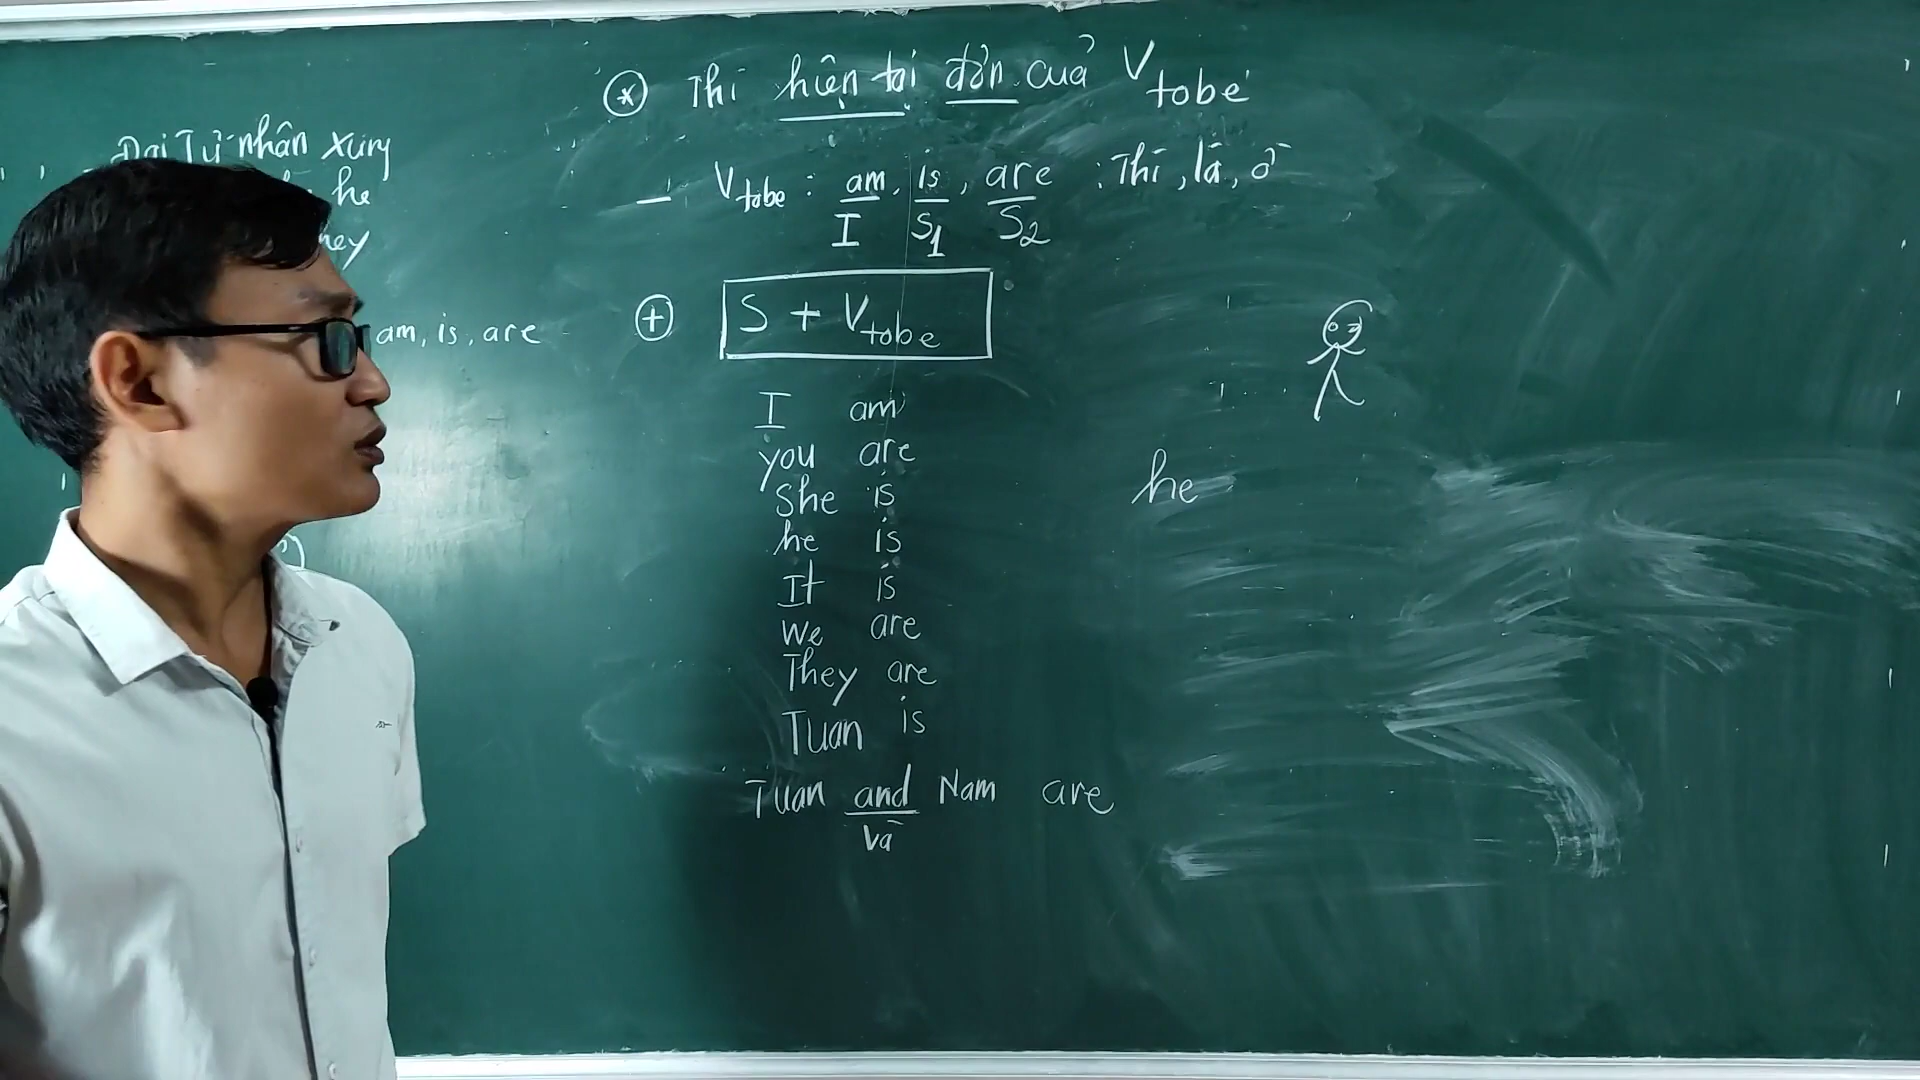 * Thì hiện tại đơn của V tobe
Đại Từ nhân xưng
he
am, is, are
- V tobe : am, is, are : Thì, là, ở
I S1 S2
+ S + V tobe
I am
you are
She is
he is
It is
We are
They are
Tuan is
Tuan and Nam are
và
he